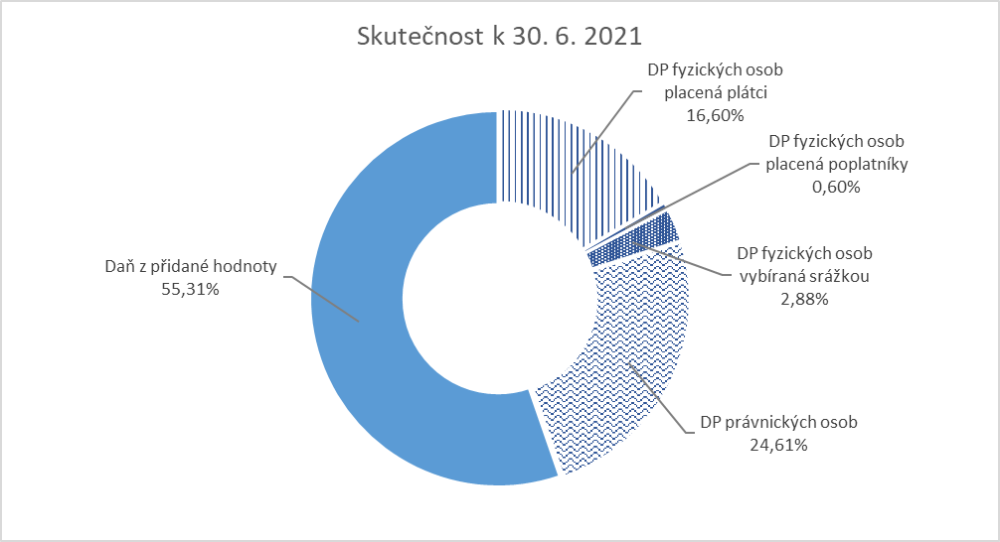 Skutečnost k 30. 6. 2021
DP fyzických osob
placená plátci
16,60%
DP fyzických osob
placená poplatníky
0,60%
DP fyzických osob
vybíraná srážkou
2,88%
Daň z přidané hodnoty
55,31%
DP právnických osob
24,61%